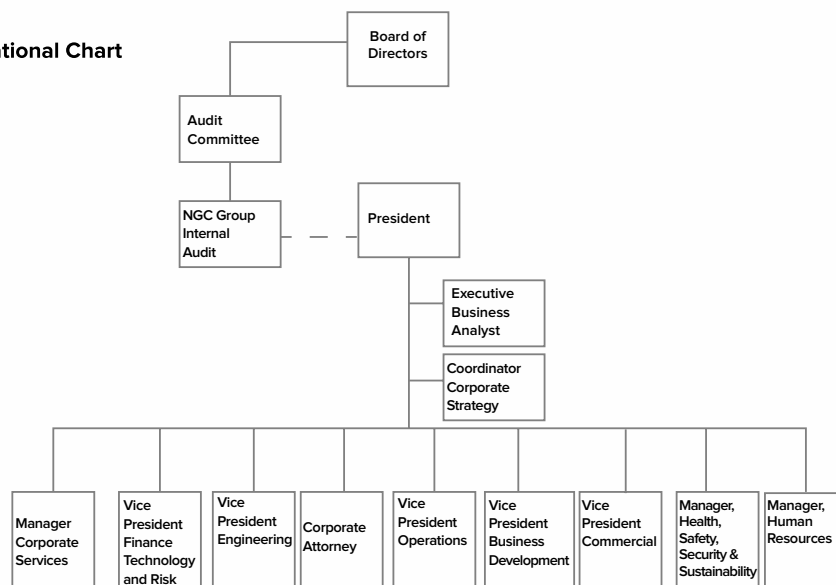 tional Chart
Board of
Directors
Audit
Committee
NGC Group
Internal
Audit
President
Executive
Business
Analyst
Coordinator
Corporate
Strategy
Manager
Corporate
Services
Vice
President
Finance
Technology
and Risk
Vice
President
Engineering
Corporate
Attorney
Vice
President
Operations
Vice
President
Business
Development
Vice
President
Commercial
Manager,
Health,
Safety,
Security &
Sustainability
Manager,
Human
Resources